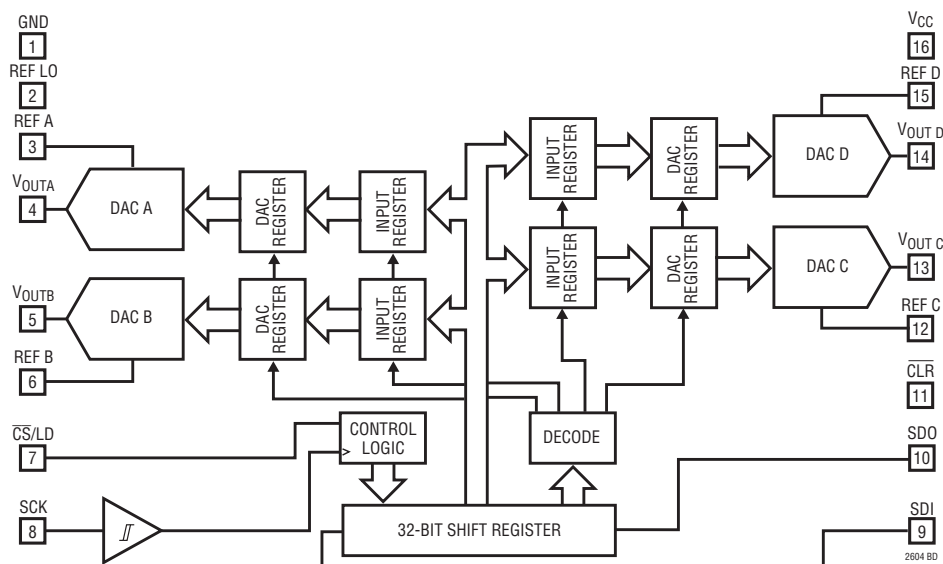 GND
1
REF LO
2
REF A
3
VOUTA
4
VOUTB
5
REF B
6
CS/LD
7
SCK
8
DAC A
DAC B
DAC
REGISTER
INPUT
REGISTER
DAC
REGISTER
INPUT
REGISTER
CONTROL
LOGIC
32-BIT SHIFT REGISTER
DECODE
INPUT
REGISTER
DAC
REGISTER
INPUT
REGISTER
DAC
REGISTER
DAC D
DAC C
VCC
16
REF D
15
VOUT D
14
VOUT C
13
REF C
12
CLR
11
SDO
10
SDI
9
2604 BD